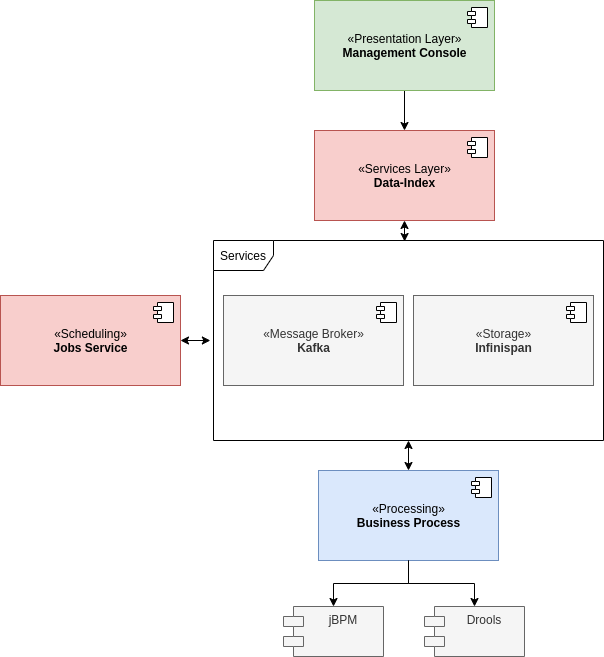 «Presentation Layer»
Management Console
«Services Layer»
Data-Index
Services
«Scheduling»
Jobs Service
«Message Broker»
Kafka
«Storage»
Infinispan
«Processing»
Business Process
jBPM
Drools